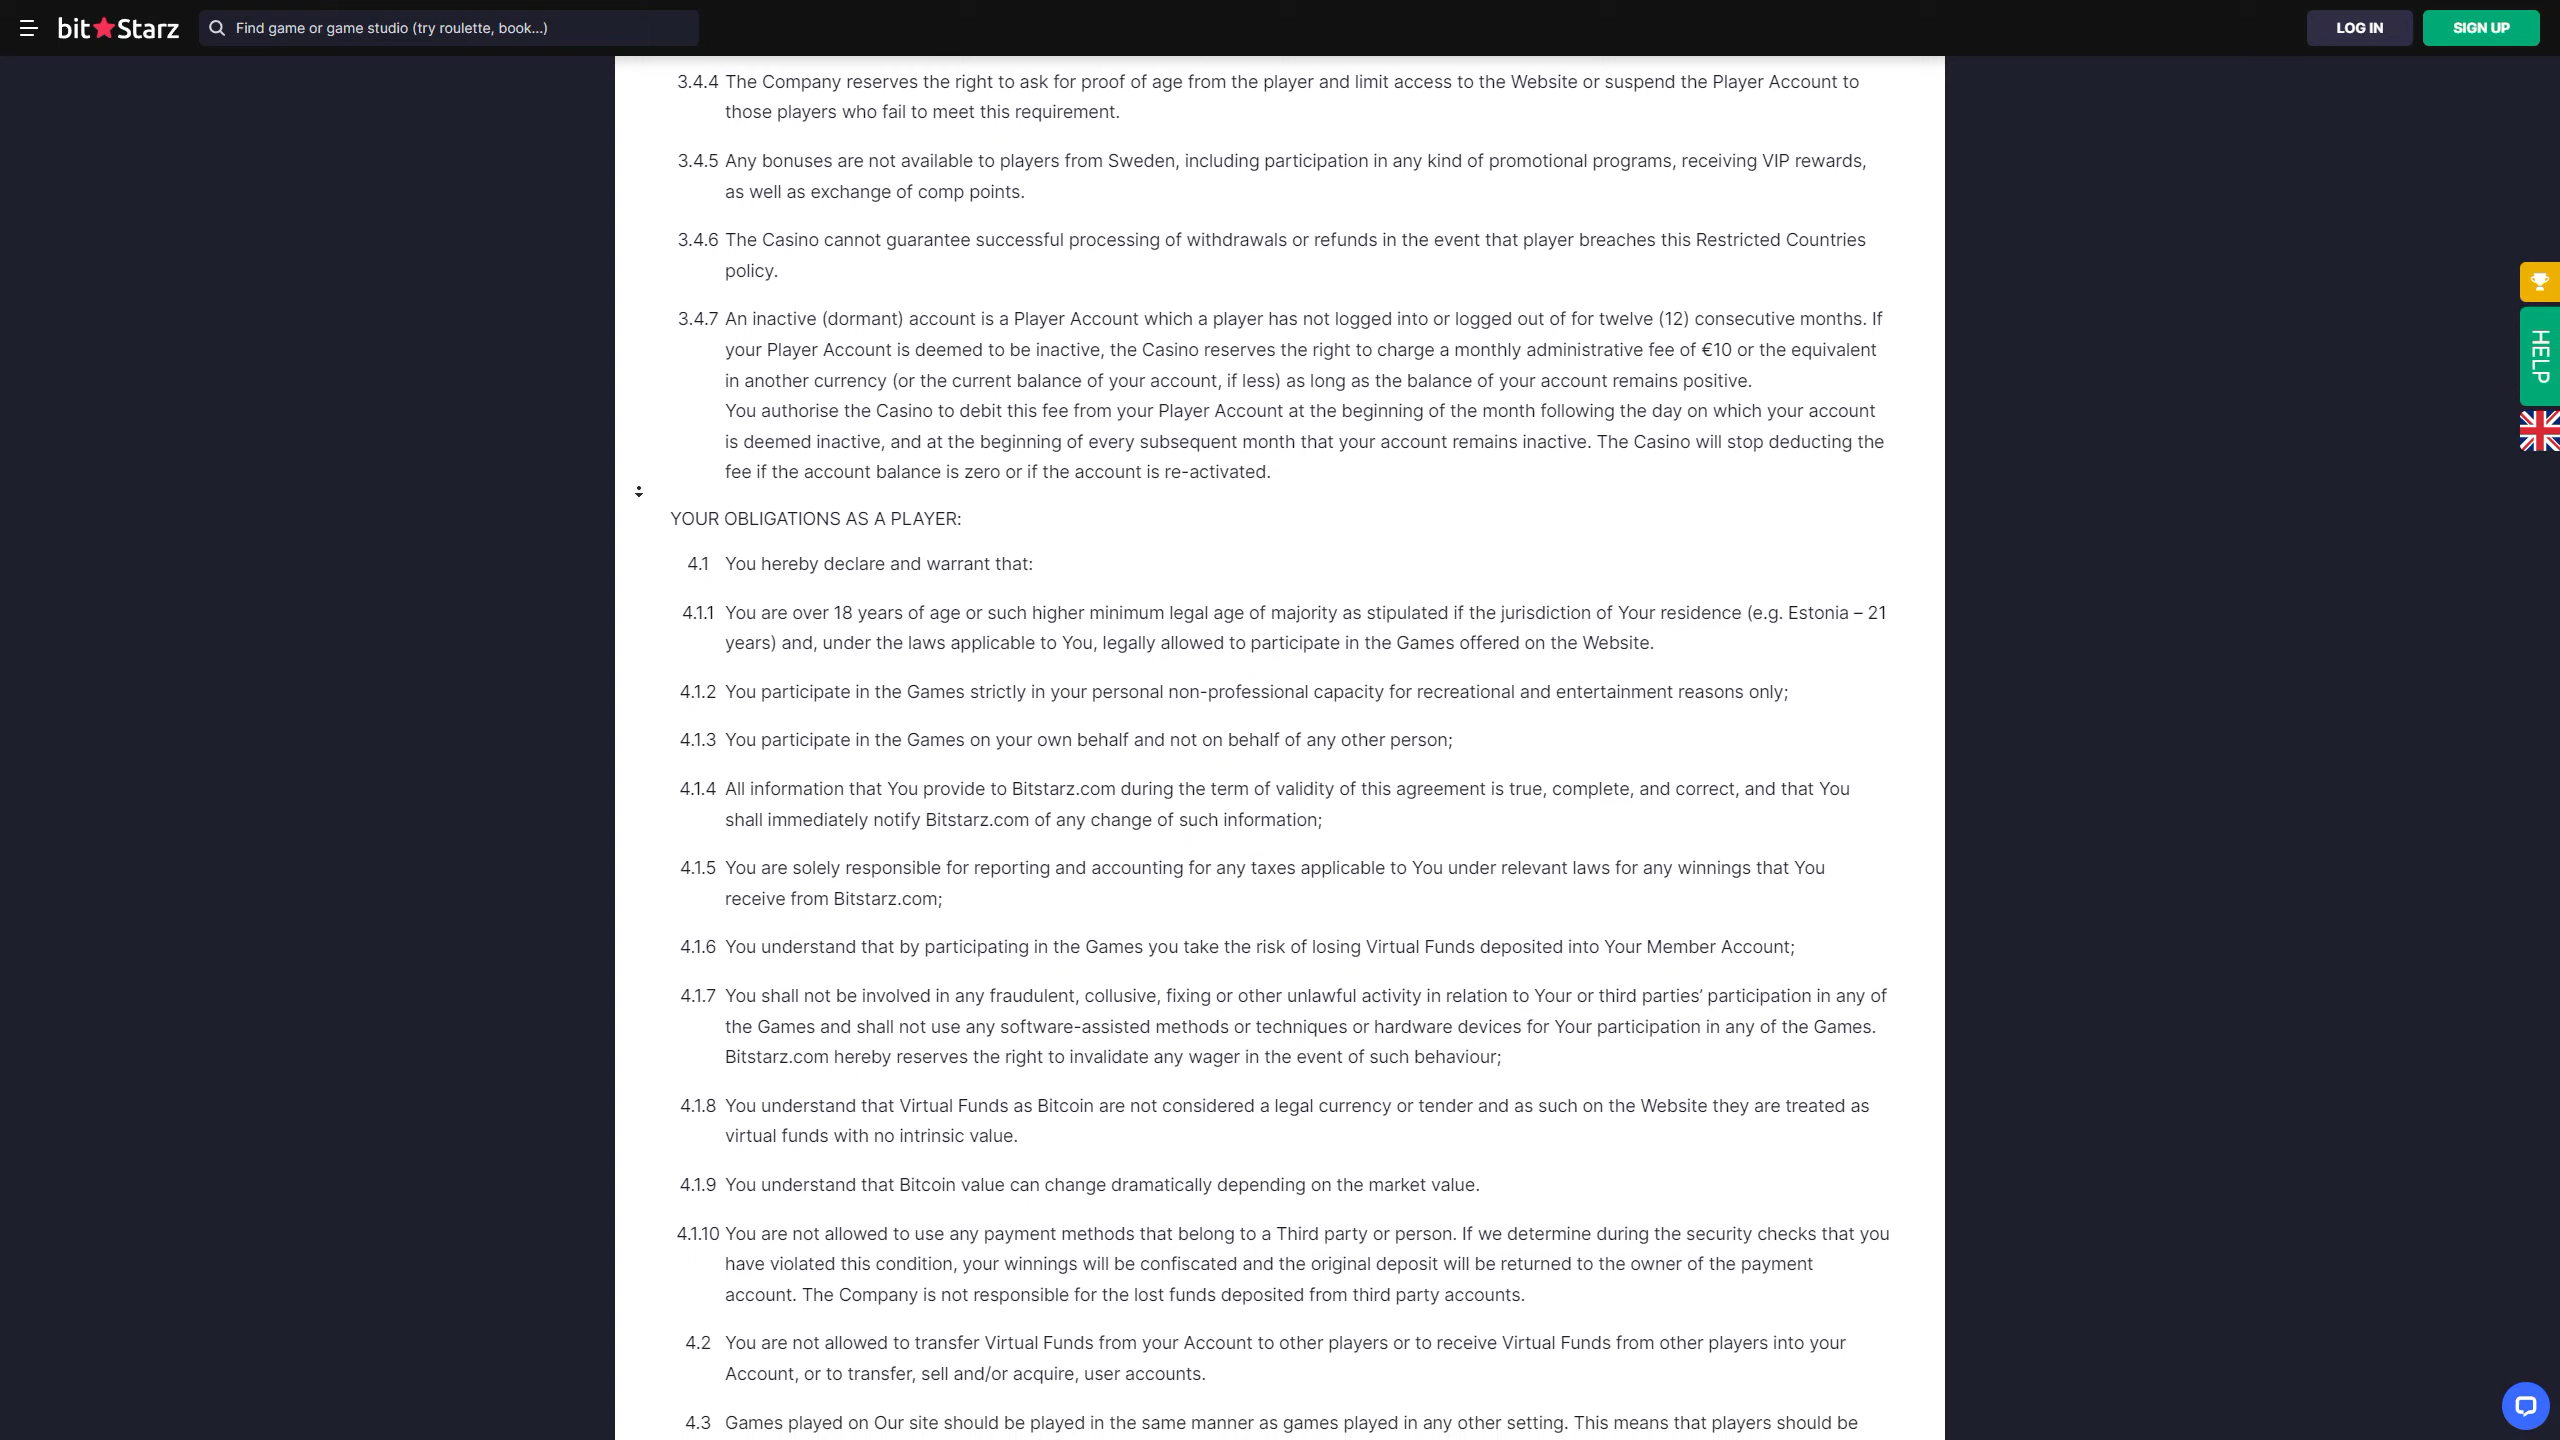 bit★Starz
Find game or game studio (try roulette, book...)
LOG IN
SIGN UP
3.4.4 The Company reserves the right to ask for proof of age from the player and limit access to the Website or suspend the Player Account to
those players who fail to meet this requirement.
3.4.5 Any bonuses are not available to players from Sweden, including participation in any kind of promotional programs, receiving VIP rewards,
as well as exchange of comp points.
3.4.6 The Casino cannot guarantee successful processing of withdrawals or refunds in the event that player breaches this Restricted Countries
policy.
3.4.7 An inactive (dormant) account is a Player Account which a player has not logged into or logged out of for twelve (12) consecutive months. If
your Player Account is deemed to be inactive, the Casino reserves the right to charge a monthly administrative fee of €10 or the equivalent
in another currency (or the current balance of your account, if less) as long as the balance of your account remains positive.
You authorise the Casino to debit this fee from your Player Account at the beginning of the month following the day on which your account
is deemed inactive, and at the beginning of every subsequent month that your account remains inactive. The Casino will stop deducting the
fee if the account balance is zero or if the account is re-activated.
HELP
YOUR OBLIGATIONS AS A PLAYER:
4.1 You hereby declare and warrant that:
4.1.1 You are over 18 years of age or such higher minimum legal age of majority as stipulated if the jurisdiction of Your residence (e.g. Estonia – 21
years) and, under the laws applicable to You, legally allowed to participate in the Games offered on the Website.
4.1.2 You participate in the Games strictly in your personal non-professional capacity for recreational and entertainment reasons only;
4.1.3 You participate in the Games on your own behalf and not on behalf of any other person;
4.1.4 All information that You provide to Bitstarz.com during the term of validity of this agreement is true, complete, and correct, and that You
shall immediately notify Bitstarz.com of any change of such information;
4.1.5 You are solely responsible for reporting and accounting for any taxes applicable to You under relevant laws for any winnings that You
receive from Bitstarz.com;
4.1.6 You understand that by participating in the Games you take the risk of losing Virtual Funds deposited into Your Member Account;
4.1.7 You shall not be involved in any fraudulent, collusive, fixing or other unlawful activity in relation to Your or third parties’ participation in any of
the Games and shall not use any software-assisted methods or techniques or hardware devices for Your participation in any of the Games.
Bitstarz.com hereby reserves the right to invalidate any wager in the event of such behaviour;
4.1.8 You understand that Virtual Funds as Bitcoin are not considered a legal currency or tender and as such on the Website they are treated as
virtual funds with no intrinsic value.
4.1.9 You understand that Bitcoin value can change dramatically depending on the market value.
4.1.10 You are not allowed to use any payment methods that belong to a Third party or person. If we determine during the security checks that you
have violated this condition, your winnings will be confiscated and the original deposit will be returned to the owner of the payment
account. The Company is not responsible for the lost funds deposited from third party accounts.
4.2 You are not allowed to transfer Virtual Funds from your Account to other players or to receive Virtual Funds from other players into your
Account, or to transfer, sell and/or acquire, user accounts.
4.3 Games played on Our site should be played in the same manner as games played in any other setting. This means that players should be